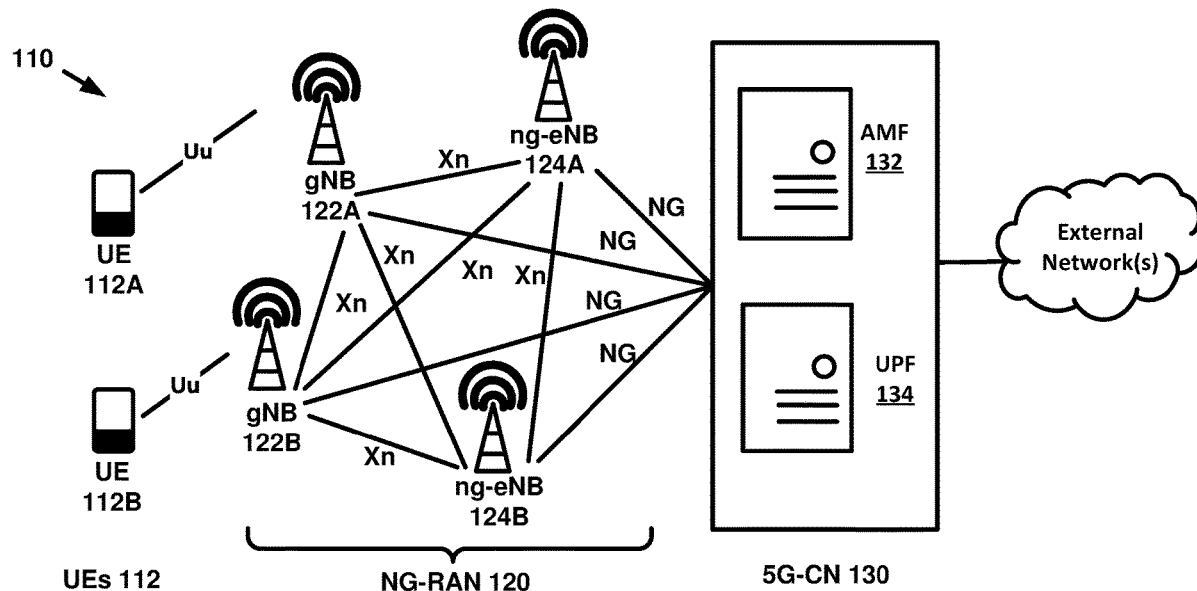 110
Uu
UE
112A
gNB
122A
ng-eNB
124A
Xn
NG
NG
Xn
Xn
Xn
Xn
NG
NG
AMF
132
External
Network(s)
Uu
UE
112B
gNB
122B
Xn
ng-eNB
124B
UPF
134
UEs 112
NG-RAN 120
5G-CN 130